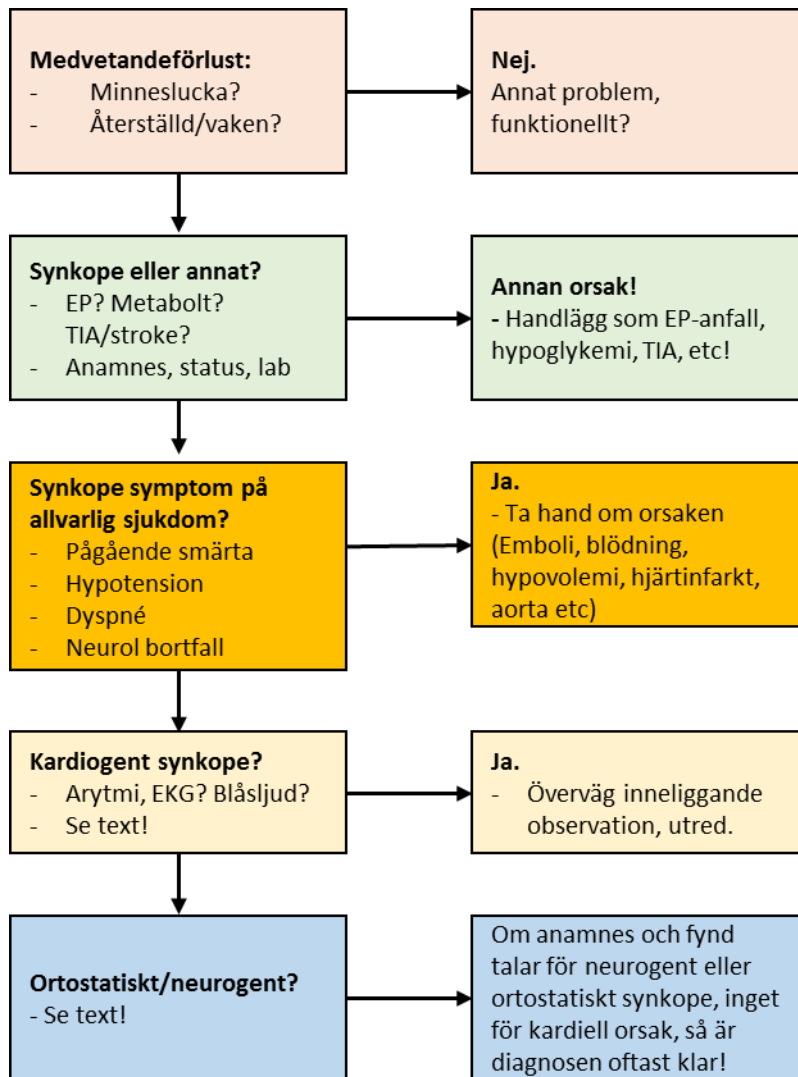 Medvetandeförlust:
- Minneslucka?
- Återställd/vaken?
Nej.
Annat problem,
funktionellt?
Synkope eller annat?
- EP? Metabolt?
TIA/stroke?
- Anamnes, status, lab
Annan orsak!
- Handlägg som EP-anfall,
hypoglykemi, TIA, etc!
Synkope symptom på
allvarlig sjukdom?
- Pågående smärta
- Hypotension
- Dyspné
- Neurol bortfall
Ja.
- Ta hand om orsaken
(Emboli, blödning,
hypovolemi, hjärtinfarkt,
aorta etc)
Kardiogent synkope?
- Arytmi, EKG? Blåsljud?
- Se text!
Ja.
- Överväg inneliggande
observation, utred.
Ortostatiskt/neurogent?
- Se text!
Om anamnes och fynd
talar för neurogent eller
ortostatiskt synkope, inget
för kardiell orsak, så är
diagnosen oftast klar!